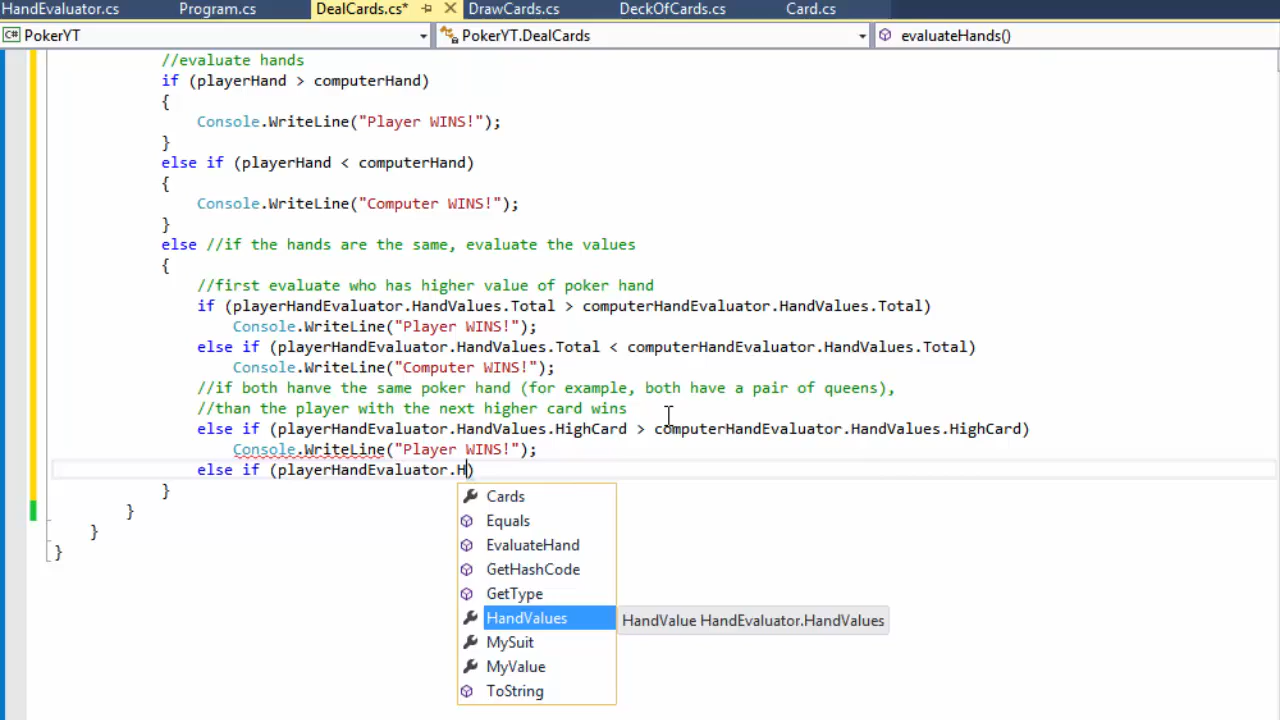 HandEvaluator.cs Program.cs DealCards.cs* DrawCards.cs DeckOfCards.cs Card.cs
C# PokerYT PokerYT.DealCards evaluateHands()
//evaluate hands
if (playerHand > computerHand)
{
Console.WriteLine("Player WINS!");
}
else if (playerHand < computerHand)
{
Console.WriteLine("Computer WINS!");
}
else //if the hands are the same, evaluate the values
{
//first evaluate who has higher value of poker hand
if (playerHandEvaluator.HandValues.Total > computerHandEvaluator.HandValues.Total)
Console.WriteLine("Player WINS!");
else if (playerHandEvaluator.HandValues.Total < computerHandEvaluator.HandValues.Total)
Console.WriteLine("Computer WINS!");
//if both hanve the same poker hand (for example, both have a pair of queens),
//than the player with the next higher card wins
else if (playerHandEvaluator.HandValues.HighCard > computerHandEvaluator.HandValues.HighCard)
Console.WriteLine("Player WINS!");
else if (playerHandEvaluator.H)
}
}
}
}
Cards
Equals
EvaluateHand
GetHashCode
GetType
HandValues HandValue HandEvaluator.HandValues
MySuit
MyValue
ToString